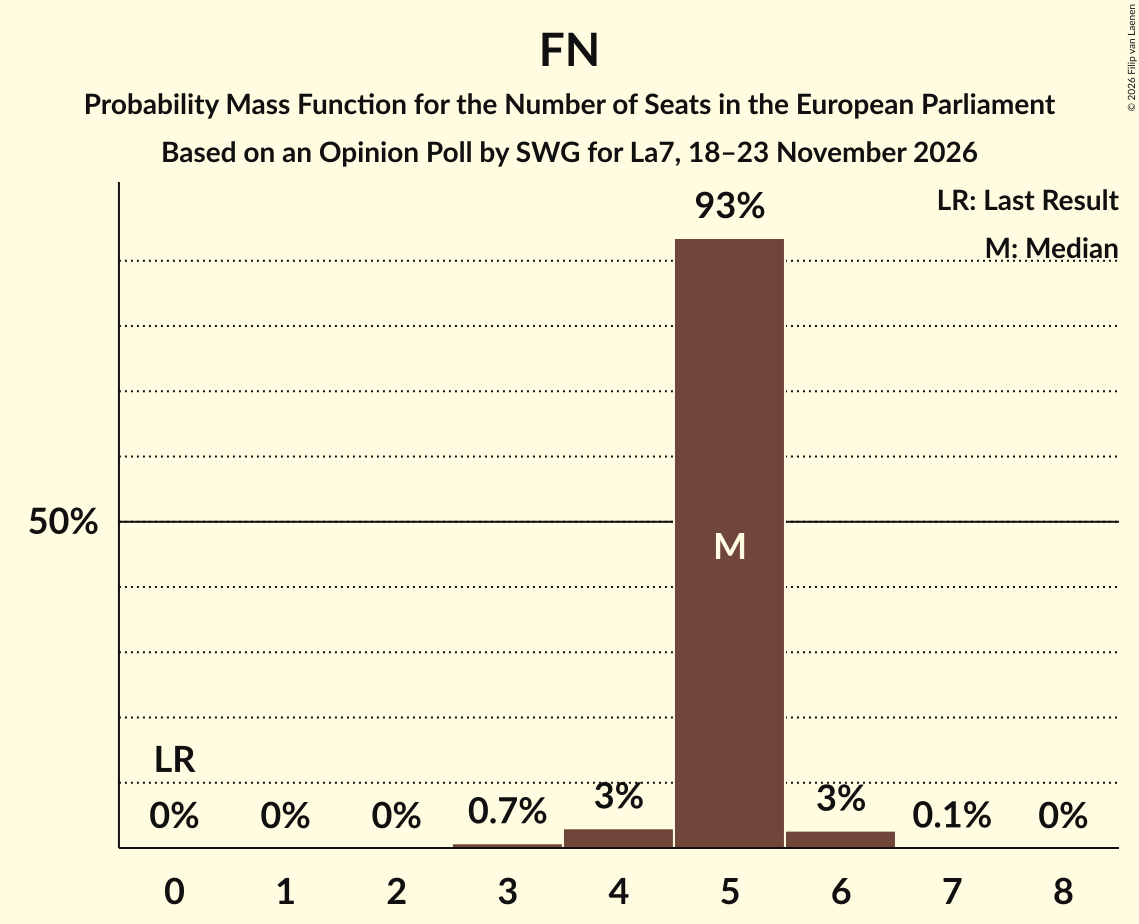 FN
Probability Mass Function for the Number of Seats in the European Parliament
Based on an Opinion Poll by SWG for La7, 18–23 November 2026
© 2026 Filip van Laenen
LR: Last Result
M: Median
93%
50%
M
LR
0% 0% 0% 0.7% 3% 3% 0.1% 0%
0 1 2 3 4 5 6 7 8